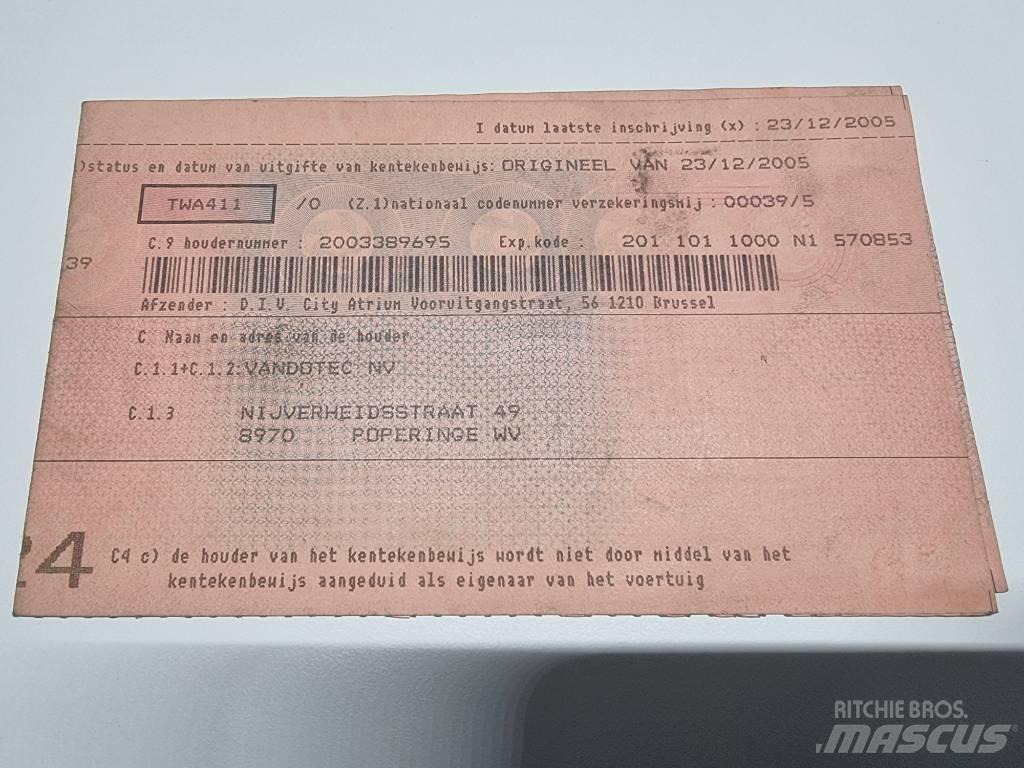 I datum laatste inschrijving (x) : 23/12/2005
)status en datum van uitgifte van kentekenbewijs: ORIGINEEL VAN 23/12/2005
TWA411 /0 (Z.1)nationaal codenummer verzekeringsmij : 00039/5
C.9 houdernummer : 2003389695 Exp.kode : 201 101 1000 N1 570853
39
Afzender : D.I.V. City Atrium Vooruitgangstraat, 56 1210 Brussel
C Naam en adres van de houder
C.1.1+C.1.2: VANDOTEC NV
C.1.3 NIJVERHEIDSSTRAAT 49
8970 POPERINGE WV
24 C4 c) de houder van het kentekenbewijs wordt niet door middel van het
kentekenbewijs aangeduid als eigenaar van het voertuig
RITCHIE BROS.
MASCUS